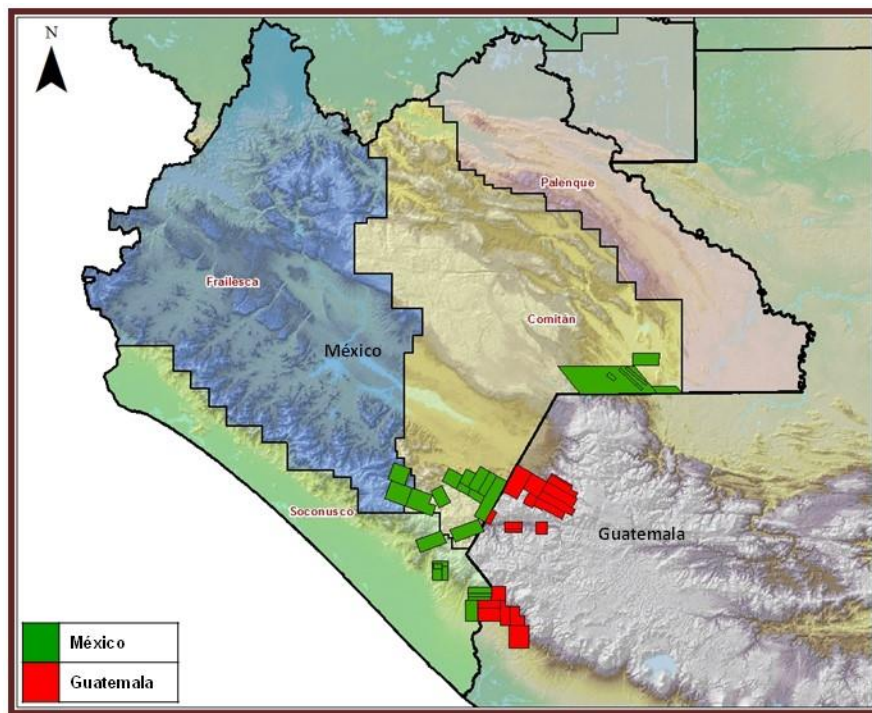 N
Palenque
Frailesca
Comitán
México
Soconusco
Guatemala
México
Guatemala